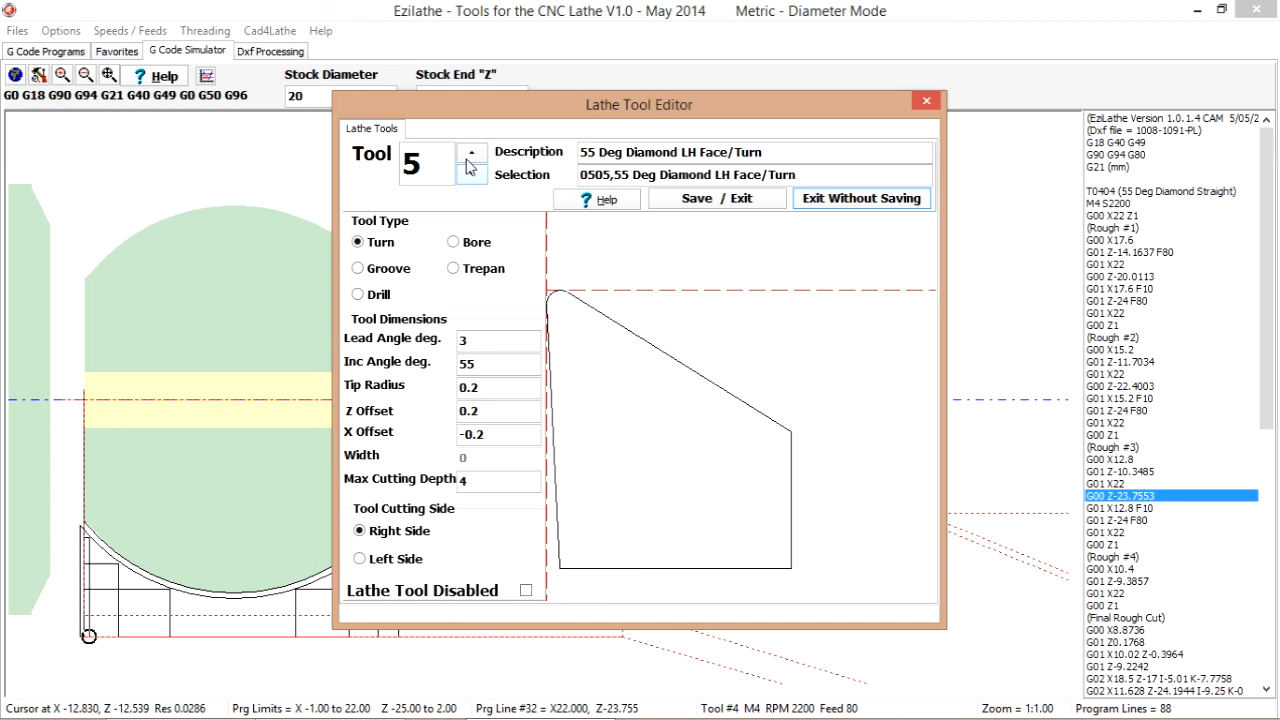 Ezilathe - Tools for the CNC Lathe V1.0 - May 2014 Metric - Diameter Mode
Files Options Speeds / Feeds Threading Cad4Lathe Help
G Code Programs Favorites G Code Simulator Dxf Processing
? Help
Stock Diameter Stock End "Z"
G0 G18 G90 G94 G21 G40 G49 G0 G50 G96 20
Lathe Tool Editor
Lathe Tools
Tool 5
Description 55 Deg Diamond LH Face/Turn
Selection 0505,55 Deg Diamond LH Face/Turn
? Help Save / Exit Exit Without Saving
Tool Type
Turn Bore
Groove Trepan
Drill
Tool Dimensions
Lead Angle deg. 3
Inc Angle deg. 55
Tip Radius 0.2
Z Offset 0.2
X Offset -0.2
Width 0
Max Cutting Depth 4
Tool Cutting Side
Right Side
Left Side
Lathe Tool Disabled
(EziLathe Version 1.0.1.4 CAM 5/05/2
(Dxf file = 1008-1091-PL)
G18 G40 G49
G90 G94 G80
G21 (mm)
T0404 (55 Deg Diamond Straight)
M4 S2200
G00 X22 Z1
(Rough #1)
G00 X17.6
G01 Z-14.1637 F80
G01 X22
G00 Z-20.0113
G01 X17.6 F10
G01 Z-24 F80
G01 X22
G00 Z1
(Rough #2)
G00 X15.2
G01 Z-11.7034
G01 X22
G00 Z-22.4003
G01 X15.2 F10
G01 Z-24 F80
G01 X22
G00 Z1
(Rough #3)
G00 X12.8
G01 Z-10.3485
G01 X22
G00 Z-23.7553
G01 X12.8 F10
G01 Z-24 F80
G01 X22
G00 Z1
(Rough #4)
G00 X10.4
G01 Z-9.3857
G01 X22
G00 Z1
(Final Rough Cut)
G00 X8.8736
G01 Z0.1768
G01 X10.02 Z-0.3964
G01 Z-9.2242
G02 X18.5 Z-17 I-5.01 K-7.7758
G02 X11.628 Z-24.1944 I-9.25 K-0
Cursor at X -12.830, Z -12.539 Res 0.0286 Prg Limits = X -1.00 to 22.00 Z -25.00 to 2.00 Prg Line #32 = X22.000, Z-23.755 Tool #4 M4 RPM 2200 Feed 80 Zoom = 1:1.00 Program Lines = 88